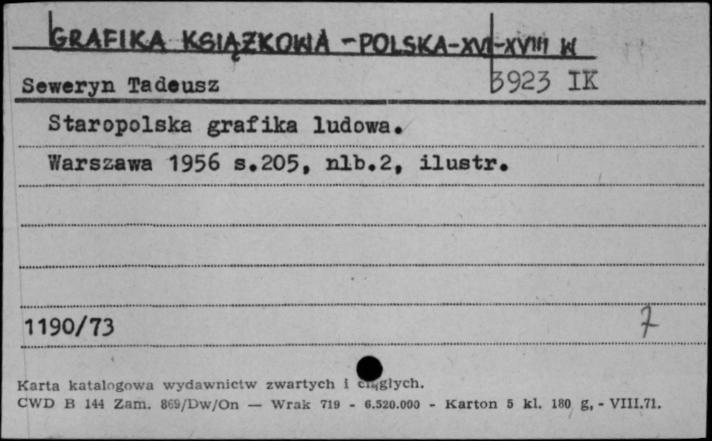 GRAFIKA KSIĄŻKOWA - POLSKA-XVI-XVIII W
Seweryn Tadeusz 3923 IK
Staropolska grafika ludowa.
Warszawa 1956 s.205, nlb.2, ilustr.
1190/73 7
Karta katalogowa wydawnictw zwartych i ciągłych.
CWD B 144 Zam. 869/Dw/On — Wrak 719 - 6.520.000 - Karton 5 kl. 180 g, - VIII.71.